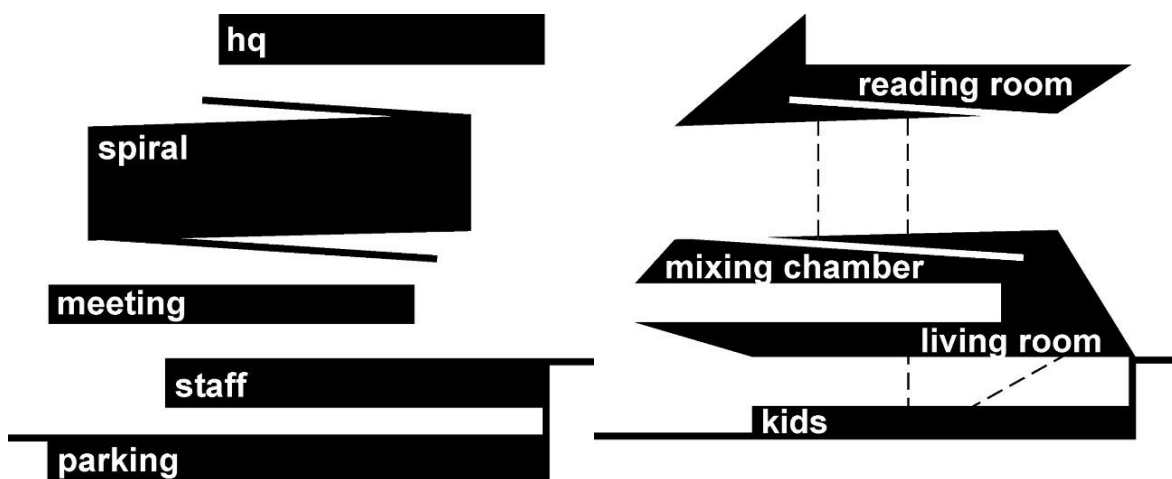 hq
spiral
meeting
staff
parking
reading room
mixing chamber
living room
kids